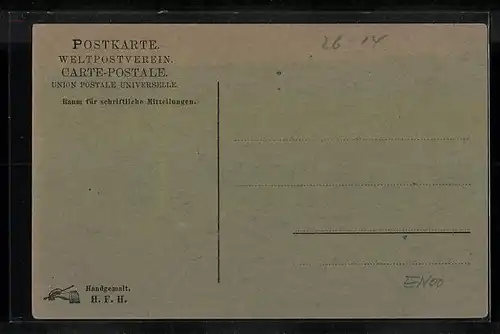 POSTKARTE.
26-14
WELTPOSTVEREIN.
CARTE-POSTALE.
UNION POSTALE UNIVERSELLE.
Raum für schriftliche Mitteilungen.
EN00
Handgemalt.
H. F. H.